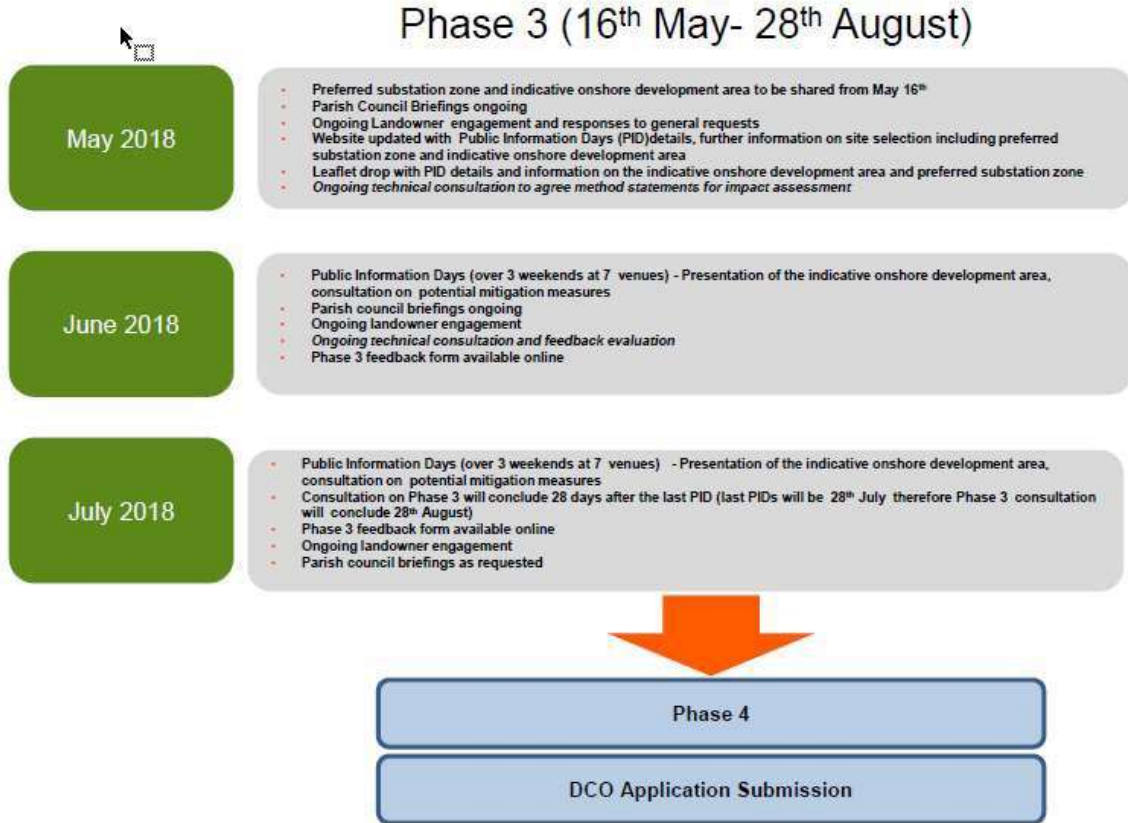 Phase 3 (16th May- 28th August)
May 2018
• Preferred substation zone and indicative onshore development area to be shared from May 16th
• Parish Council Briefings ongoing
• Ongoing Landowner engagement and responses to general requests
• Website updated with Public Information Days (PID)details, further information on site selection including preferred
substation zone and indicative onshore development area
• Leaflet drop with PID details and information on the indicative onshore development area and preferred substation zone
• Ongoing technical consultation to agree method statements for impact assessment
June 2018
• Public Information Days (over 3 weekends at 7 venues) - Presentation of the indicative onshore development area,
consultation on potential mitigation measures
• Parish council briefings ongoing
• Ongoing landowner engagement
• Ongoing technical consultation and feedback evaluation
• Phase 3 feedback form available online
July 2018
• Public Information Days (over 3 weekends at 7 venues) - Presentation of the indicative onshore development area,
consultation on potential mitigation measures
• Consultation on Phase 3 will conclude 28 days after the last PID (last PIDs will be 28th July therefore Phase 3 consultation
will conclude 28th August)
• Phase 3 feedback form available online
• Ongoing landowner engagement
• Parish council briefings as requested
Phase 4
DCO Application Submission